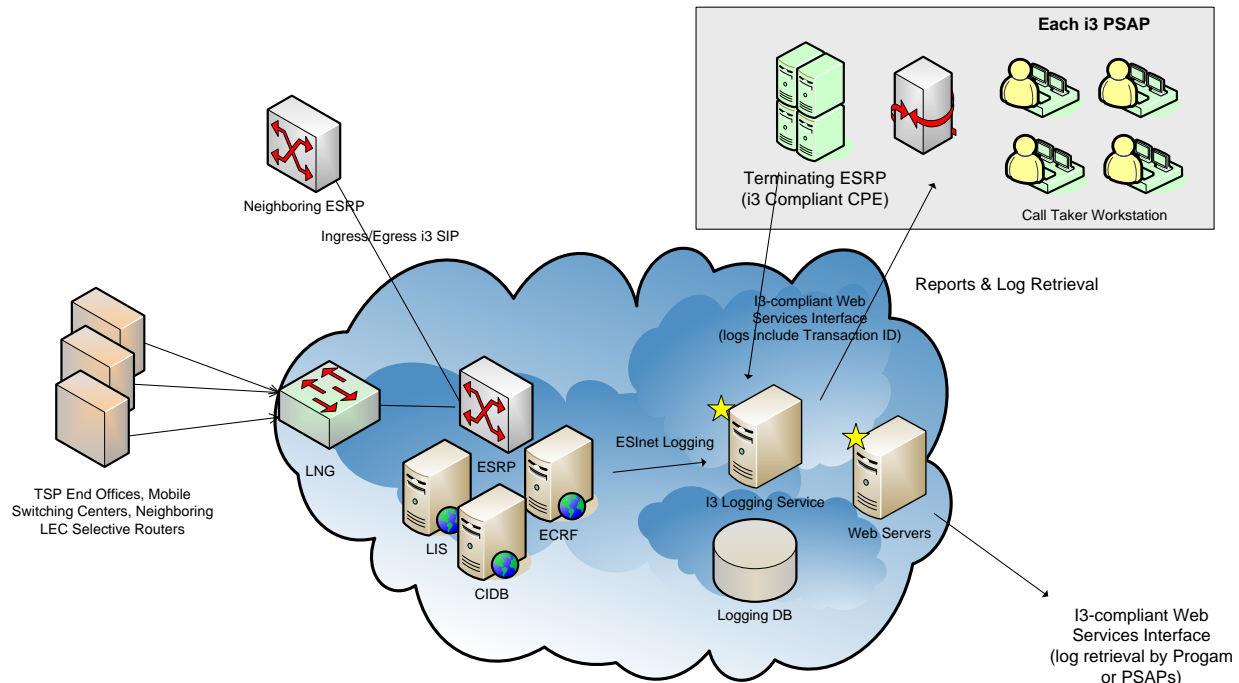 Each i3 PSAP
Terminating ESRP
(i3 Compliant CPE)
Call Taker Workstation
Neighboring ESRP
Ingress/Egress i3 SIP
Reports & Log Retrieval
I3-compliant Web
Services Interface
(logs include Transaction ID)
ESInet Logging
LNG
ESRP
LIS
ECRF
CIDB
I3 Logging Service
Web Servers
Logging DB
TSP End Offices, Mobile
Switching Centers, Neighboring
LEC Selective Routers
I3-compliant Web
Services Interface
(log retrieval by Progam
or PSAPs)